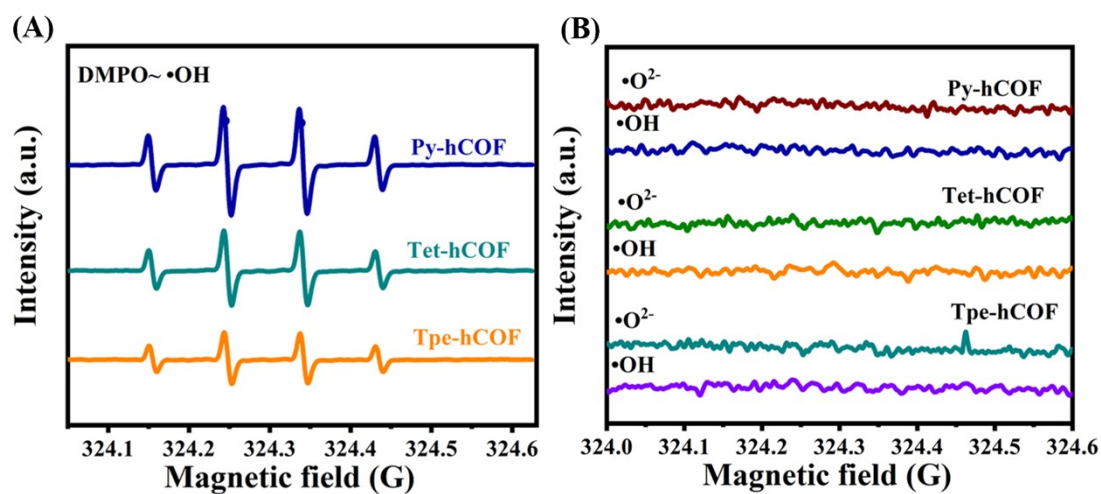 (A)
DMPO~ •OH
Py-hCOF
Tet-hCOF
Tpe-hCOF
Intensity (a.u.)
324.1 324.2 324.3 324.4 324.5 324.6
Magnetic field (G)
(B)
•O²⁻
Py-hCOF
•OH
•O²⁻
Tet-hCOF
•OH
•O²⁻
Tpe-hCOF
•OH
Intensity (a.u.)
324.0 324.1 324.2 324.3 324.4 324.5 324.6
Magnetic field (G)